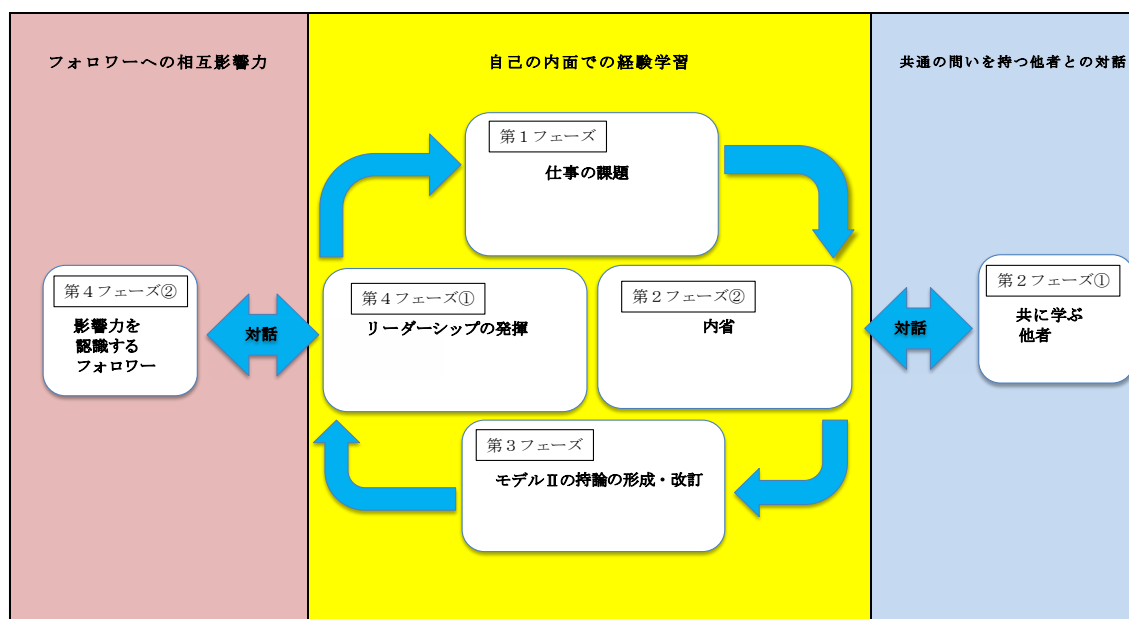 フォロワーへの相互影響力
自己の内面での経験学習
共通の問いを持つ他者との対話
第１フェーズ
仕事の課題
第４フェーズ②
影響力を
認識する
フォロワー
対話
第４フェーズ①
リーダーシップの発揮
第２フェーズ②
内省
対話
第２フェーズ①
共に学ぶ
他者
第３フェーズ
モデルⅡの持論の形成・改訂